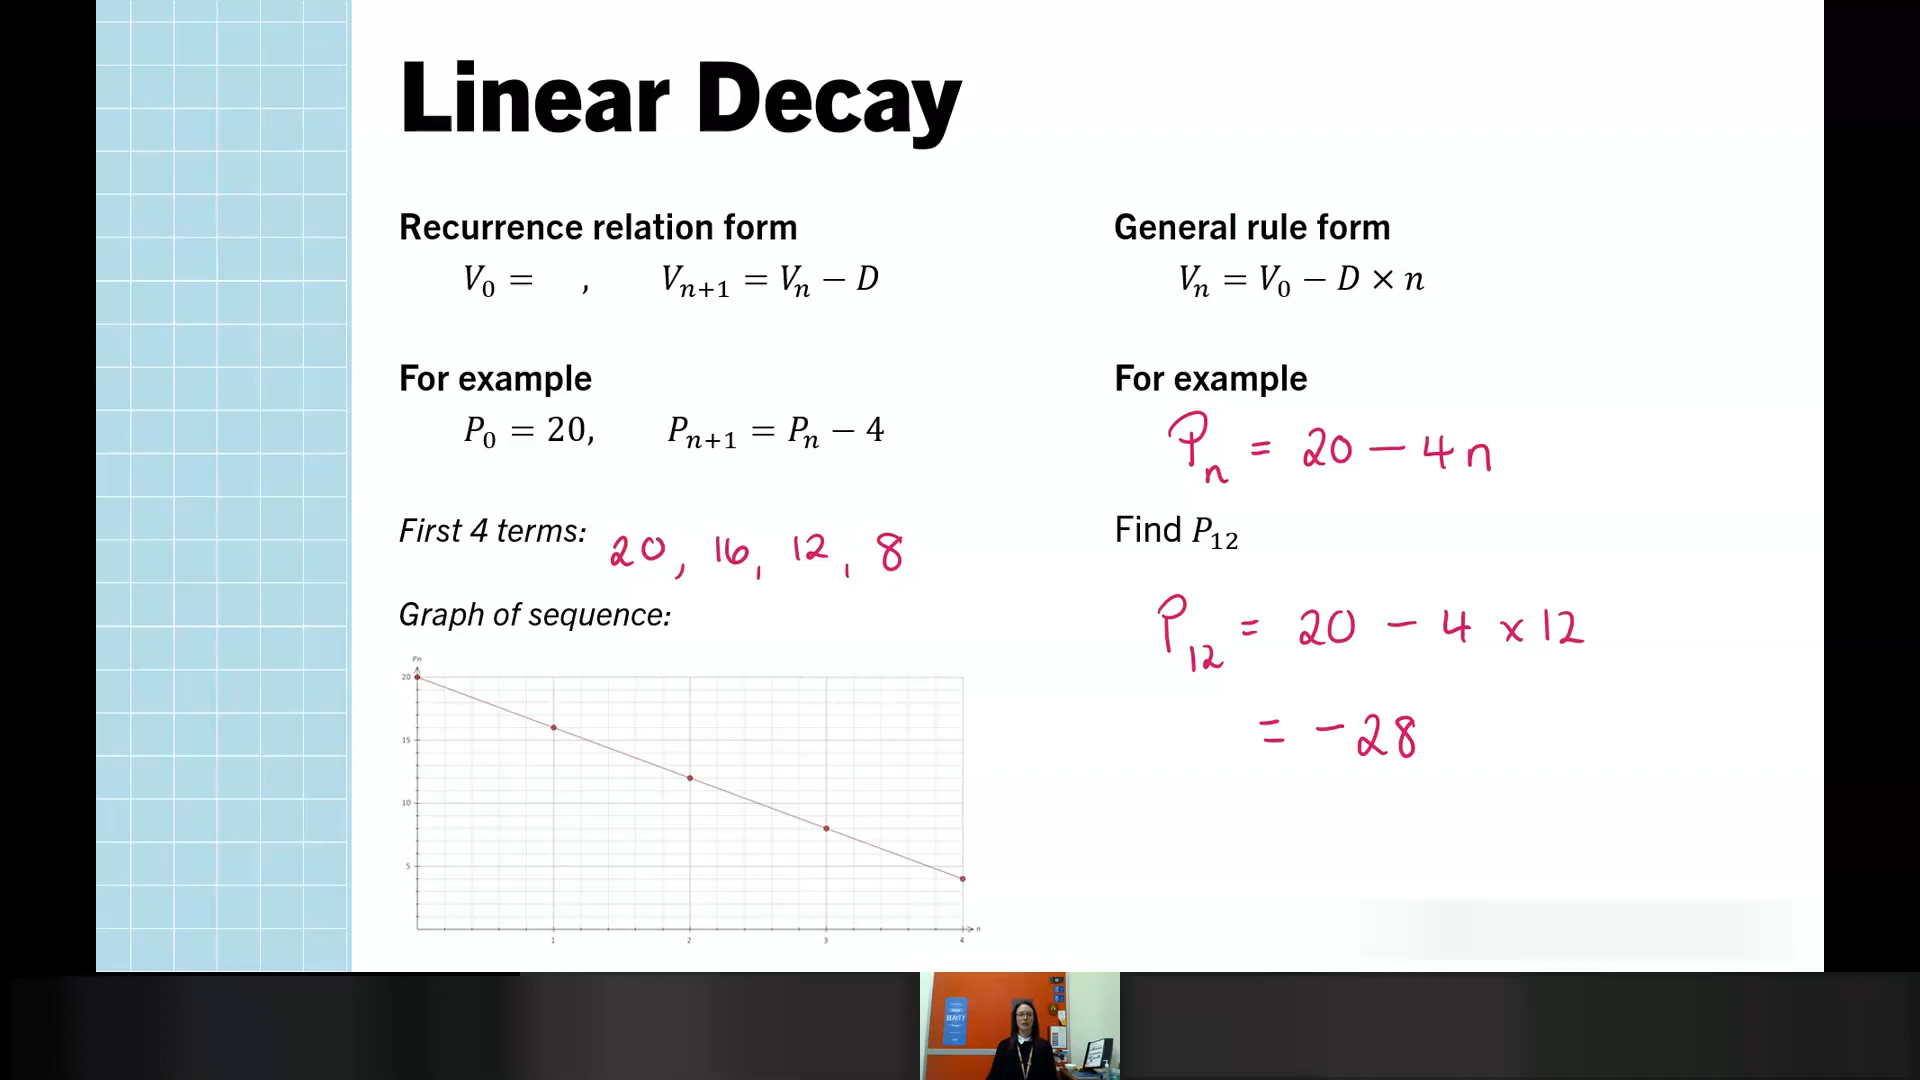 Linear Decay
Recurrence relation form
V₀ = , Vₙ₊₁ = Vₙ − D
For example
P₀ = 20, Pₙ₊₁ = Pₙ − 4
First 4 terms: 20, 16, 12, 8
Graph of sequence:
Pn
20
15
10
5
1 2 3 4 n
General rule form
Vₙ = V₀ − D × n
For example
Pₙ = 20 − 4n
Find P₁₂
P₁₂ = 20 − 4 × 12
= −28
BEAUTY